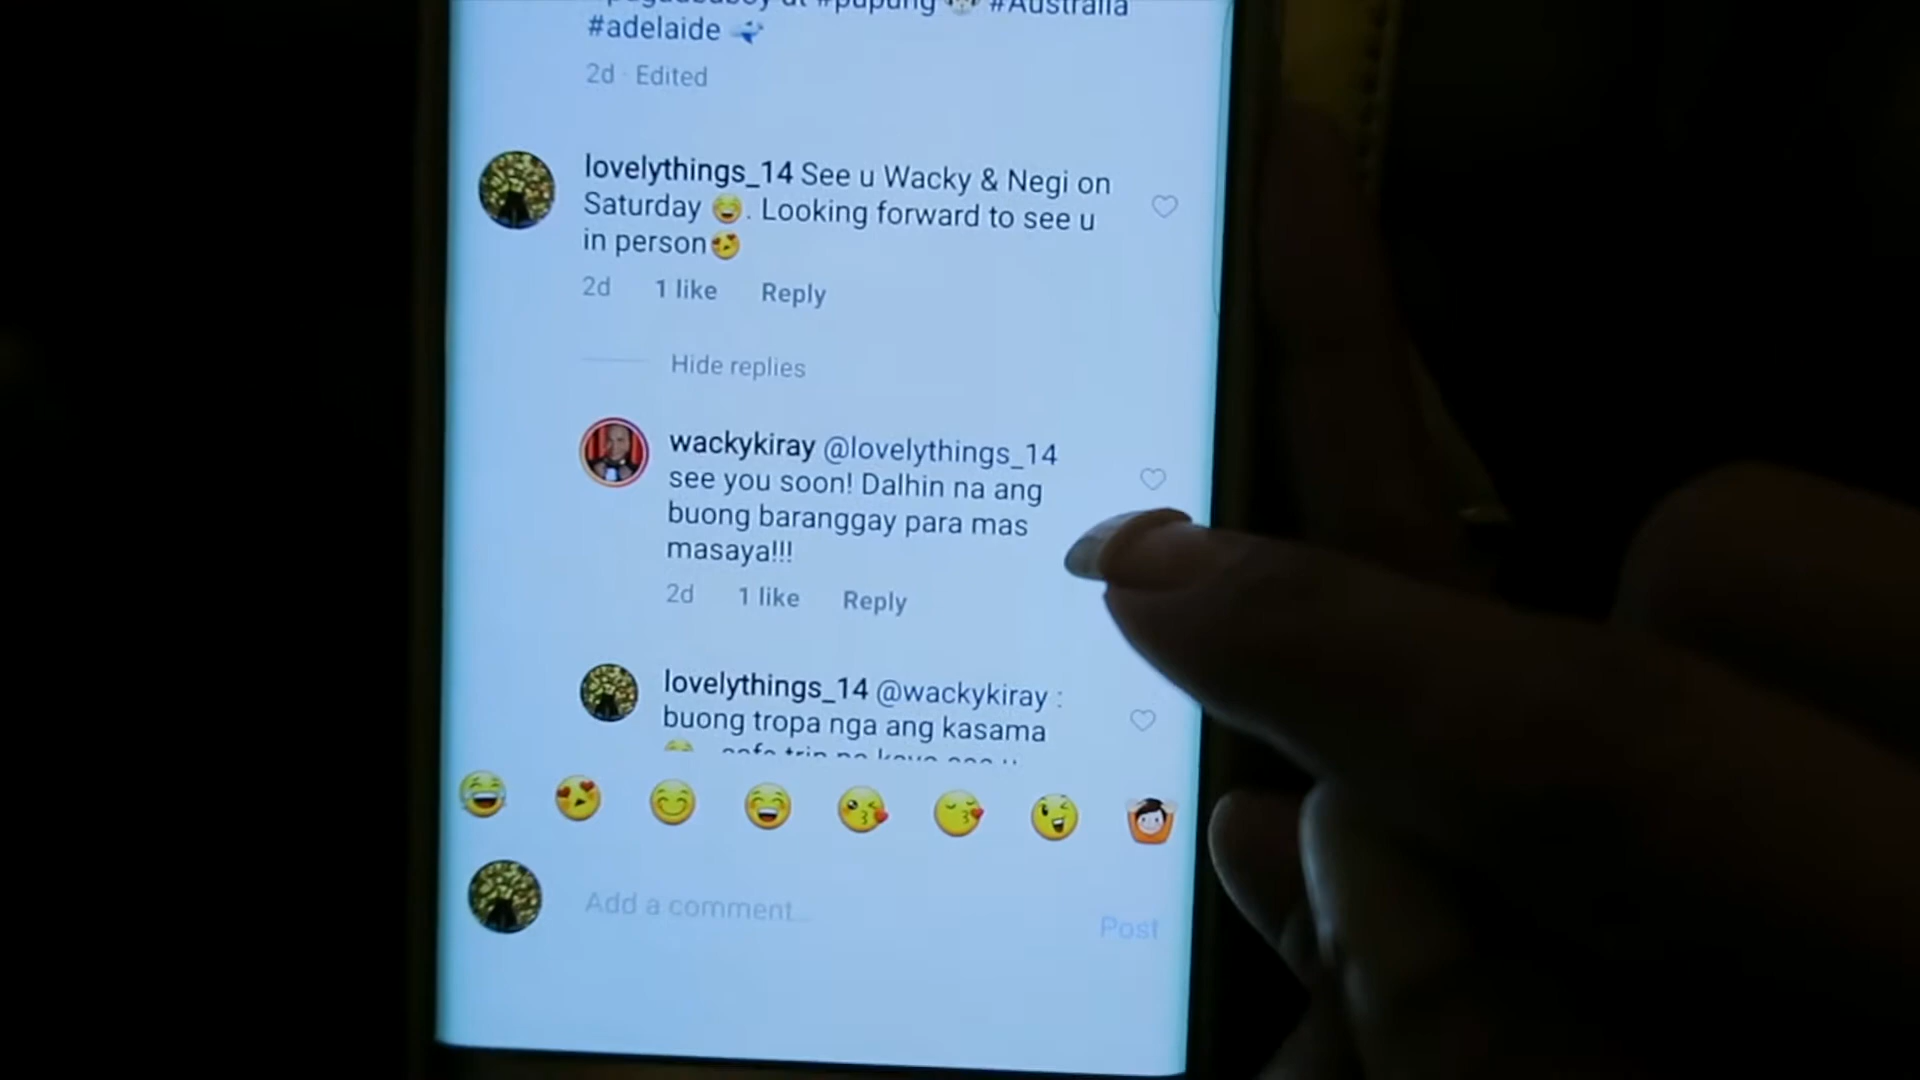 #pupung #Australia
#adelaide
2d · Edited
lovelythings_14 See u Wacky & Negi on
Saturday 😂. Looking forward to see u
in person😍
2d 1 like Reply
Hide replies
wackykiray @lovelythings_14
see you soon! Dalhin na ang
buong baranggay para mas
masaya!!!
2d 1 like Reply
lovelythings_14 @wackykiray :
buong tropa nga ang kasama
Add a comment...
Post